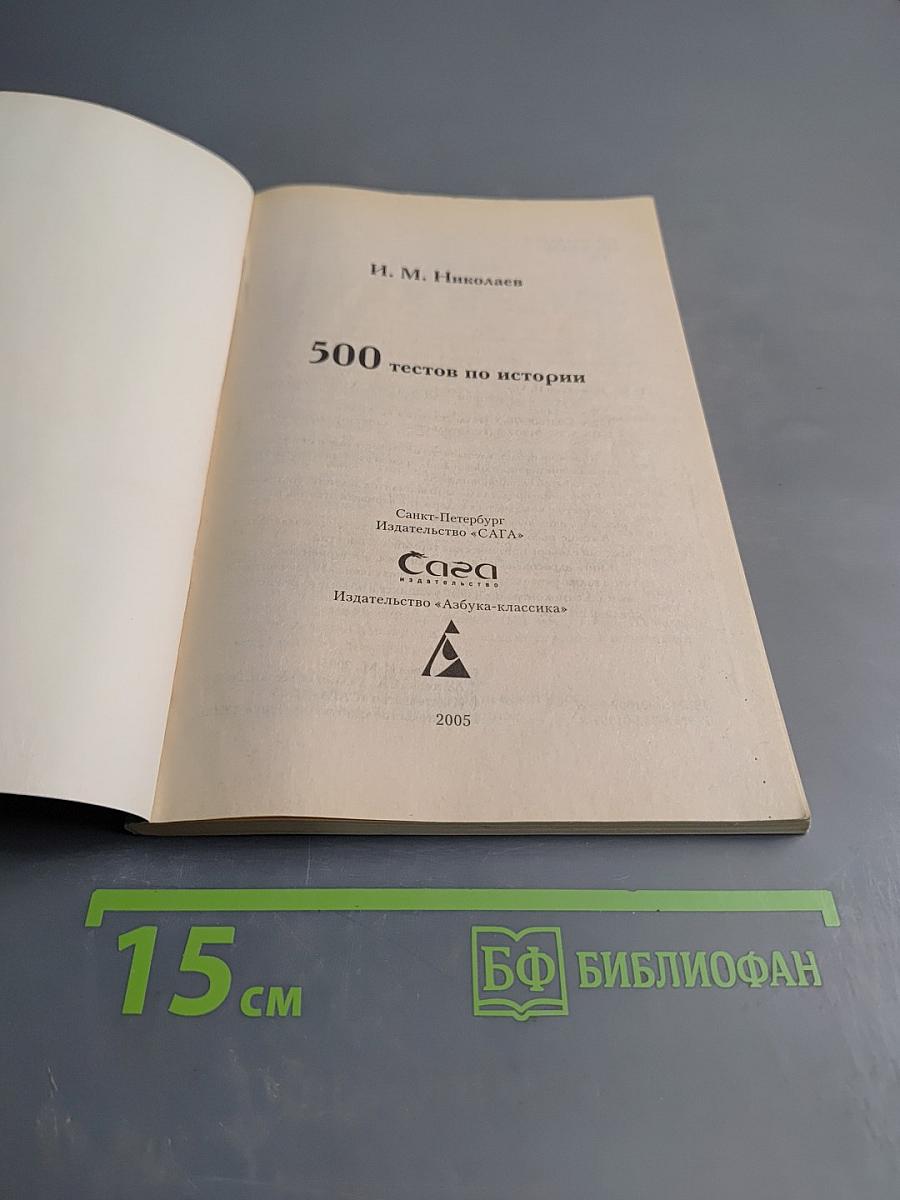 И. М. Николаев
500 тестов по истории
Санкт-Петербург
Издательство «САГА»
Сага
издательство
Издательство «Азбука-классика»
2005
15 см
БФ БИБЛИОФАН